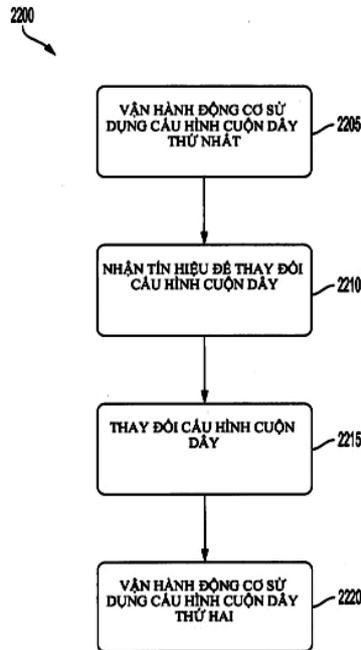 2200
VẬN HÀNH ĐỘNG CƠ SỬ
DỤNG CẤU HÌNH CUỘN DÂY
THỨ NHẤT
2205
NHẬN TÍN HIỆU ĐỂ THAY ĐỔI
CẤU HÌNH CUỘN DÂY
2210
THAY ĐỔI CẤU HÌNH CUỘN
DÂY
2215
VẬN HÀNH ĐỘNG CƠ SỬ
DỤNG CẤU HÌNH CUỘN DÂY
THỨ HAI
2220